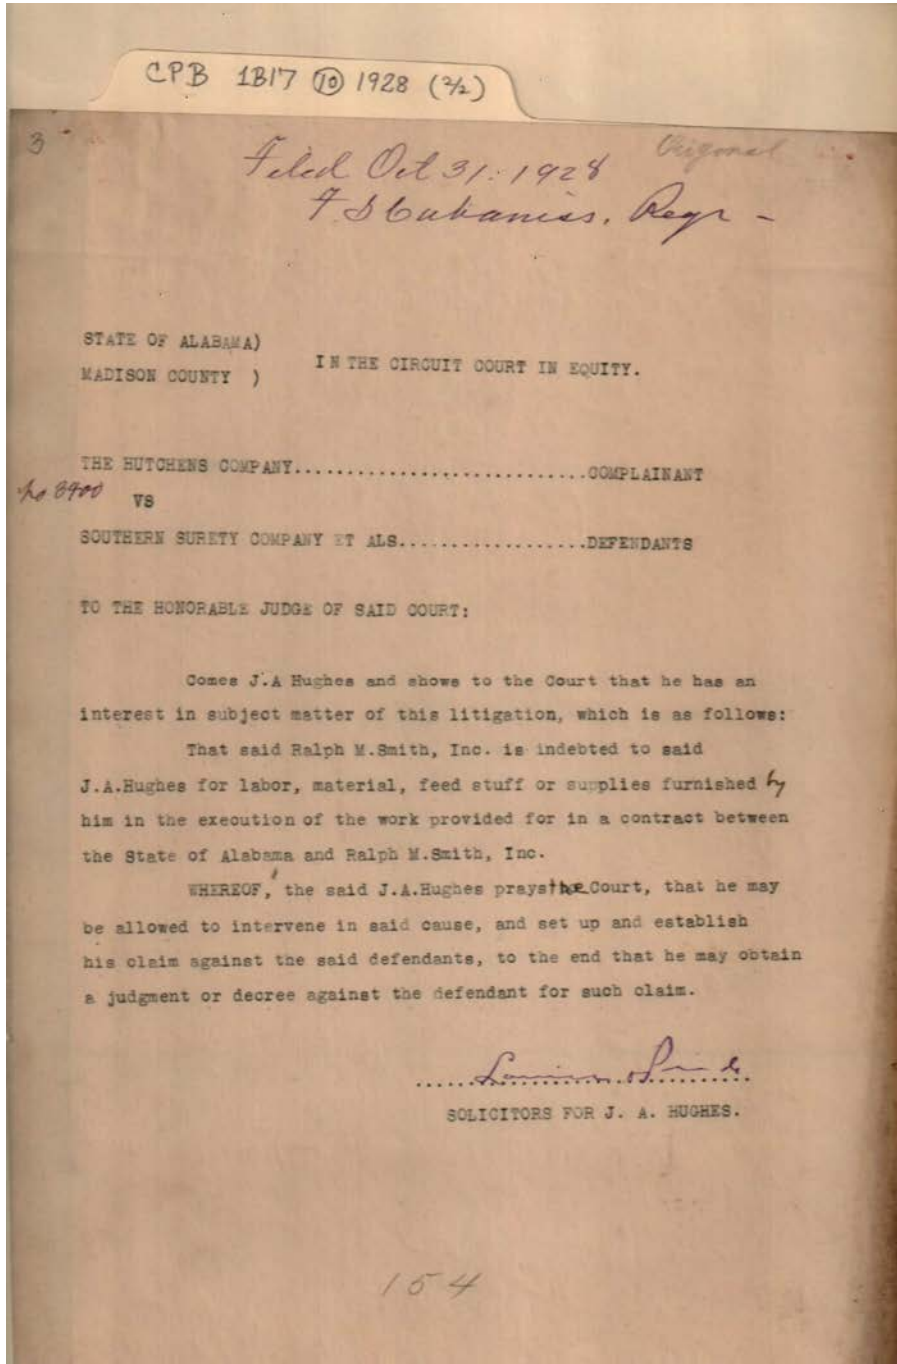 CPB 1B17 ⑩ 1928 (2/2)
3
Origonal
Filed Oct 31. 1928
F D Cabaniss, Regr -
STATE OF ALABAMA)
IN THE CIRCUIT COURT IN EQUITY.
MADISON COUNTY )
THE HUTCHENS COMPANY.............................COMPLAINANT
No 8900
VS
SOUTHERN SURETY COMPANY ET ALS...................DEFENDANTS
TO THE HONORABLE JUDGE OF SAID COURT:
Comes J.A Hughes and shows to the Court that he has an
interest in subject matter of this litigation, which is as follows:
That said Ralph M.Smith, Inc. is indebted to said
J.A.Hughes for labor, material, feed stuff or supplies furnished by
him in the execution of the work provided for in a contract between
the State of Alabama and Ralph M.Smith, Inc.
WHEREOF, the said J.A.Hughes prays the Court, that he may
be allowed to intervene in said cause, and set up and establish
his claim against the said defendants, to the end that he may obtain
a judgment or decree against the defendant for such claim.
SOLICITORS FOR J. A. HUGHES.
154